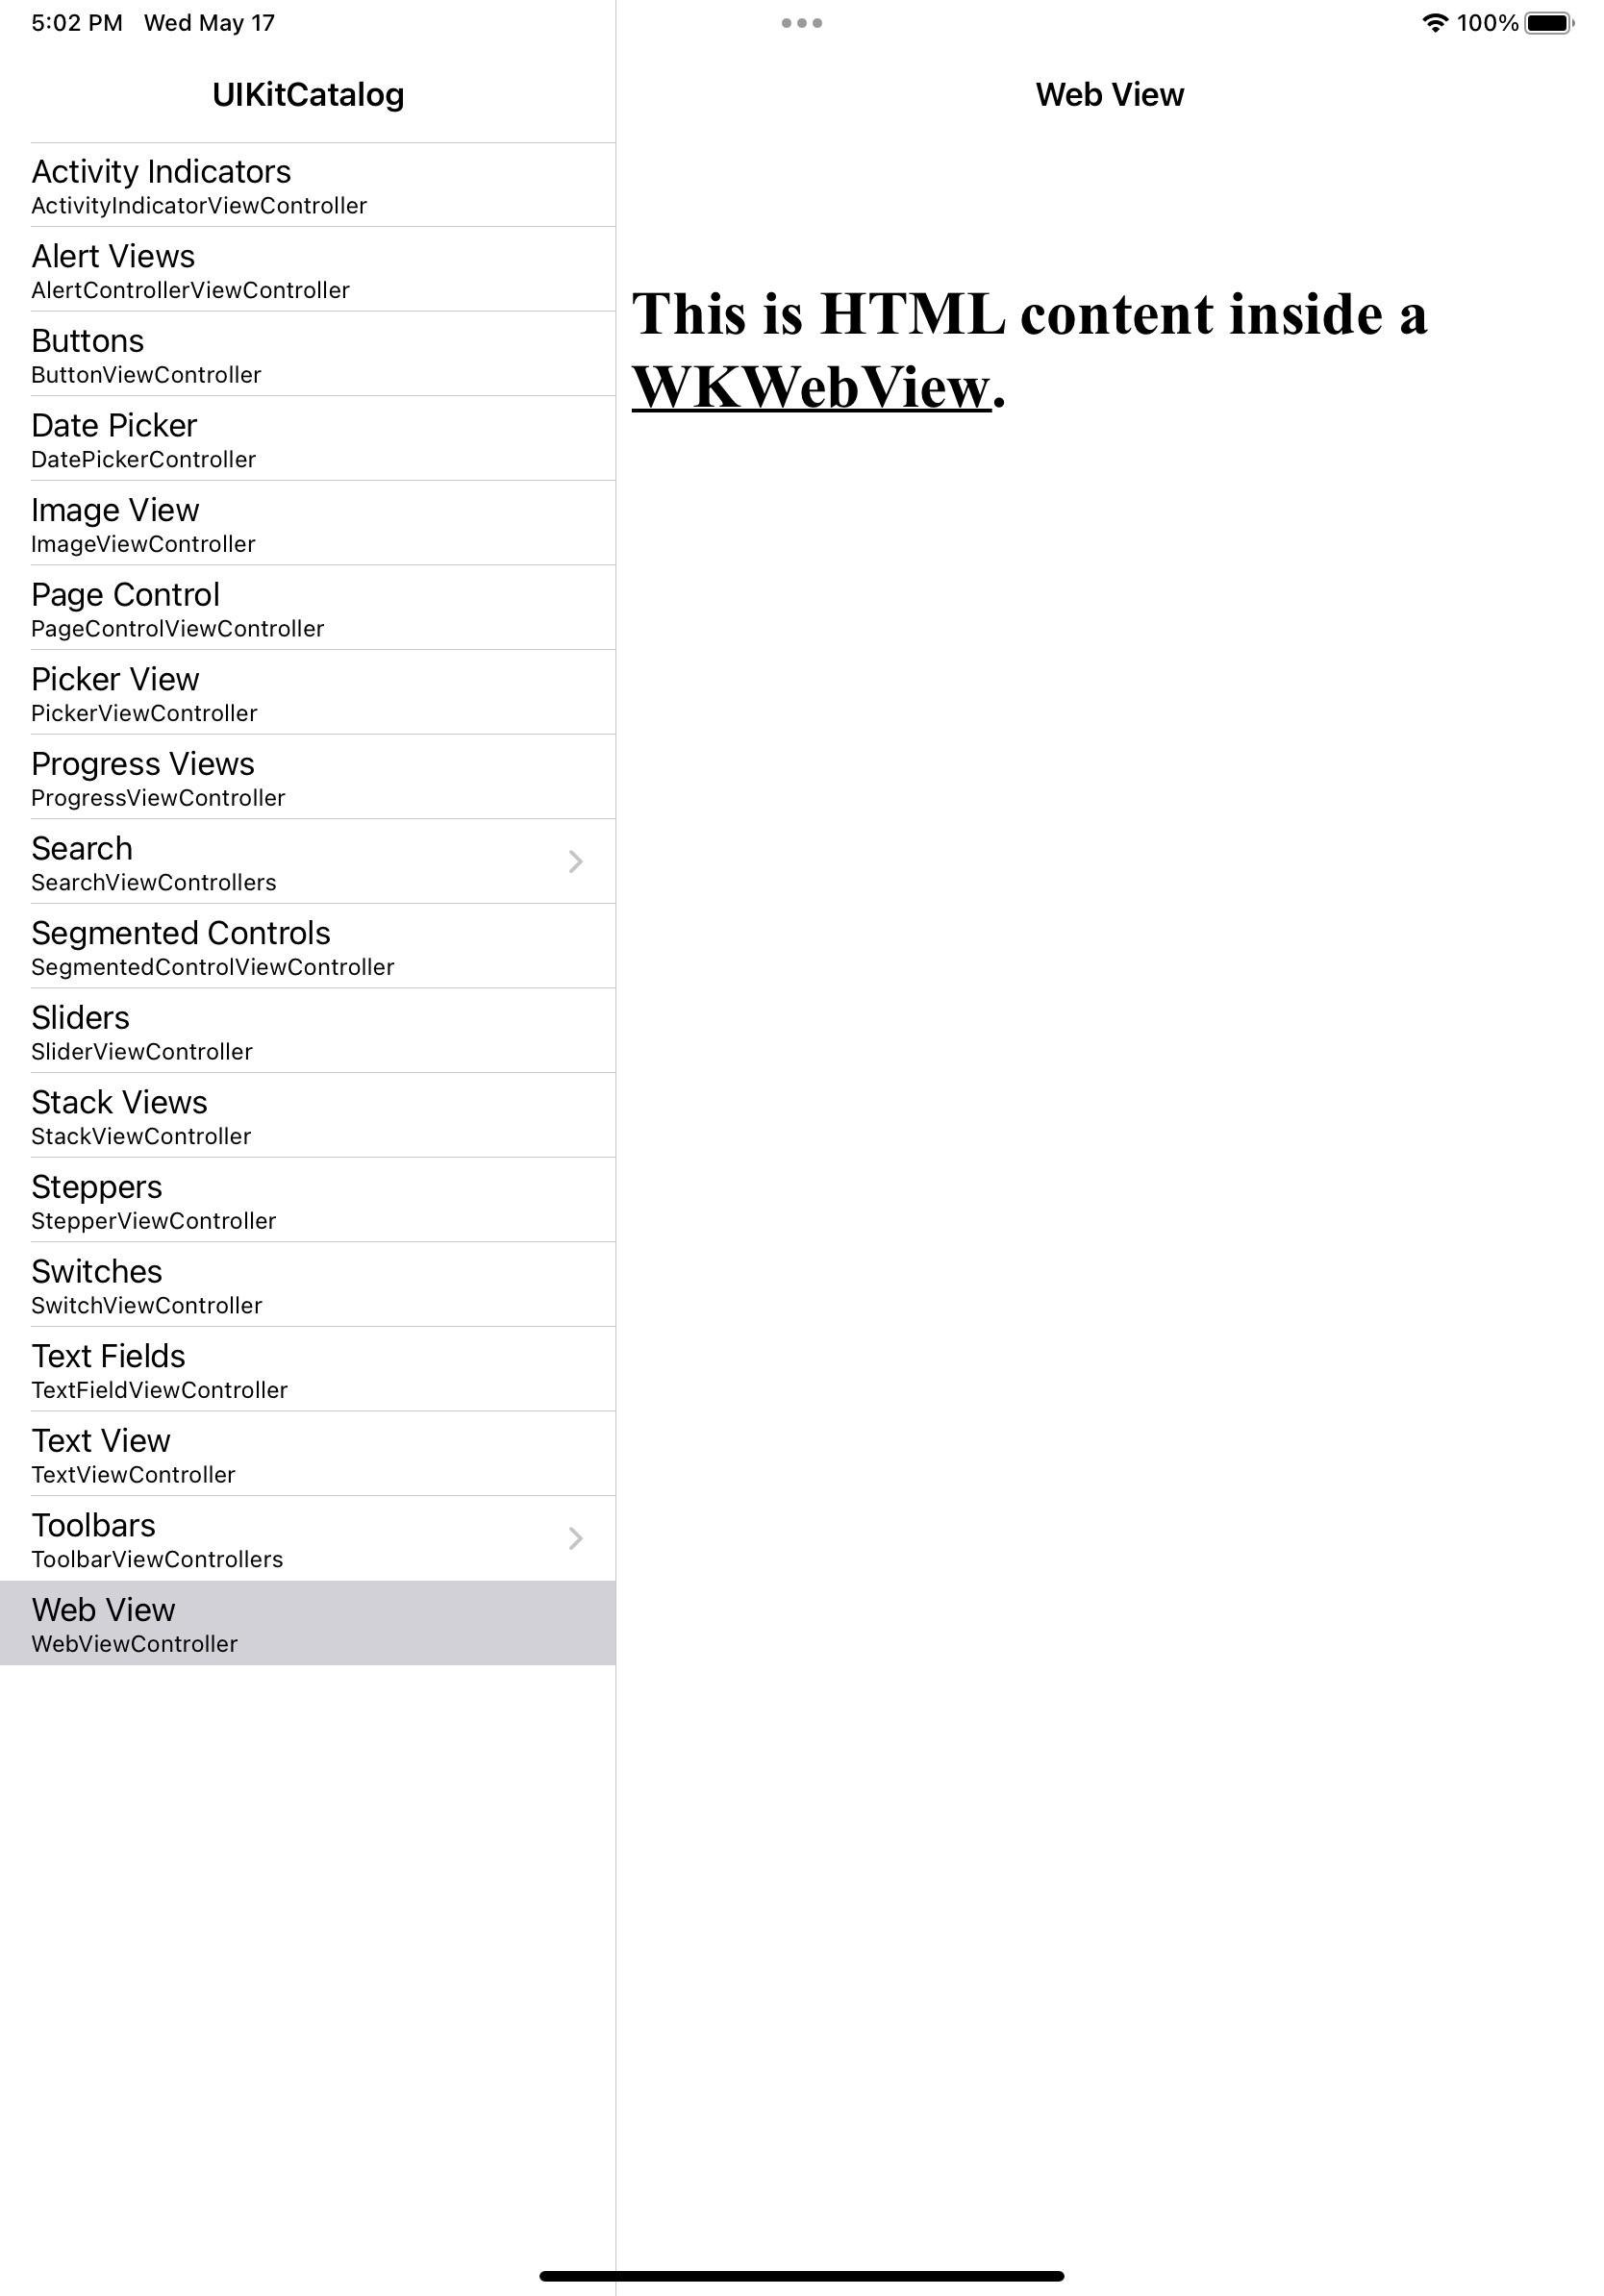 5:02 PM Wed May 17
100%
UIKitCatalog
Activity Indicators
ActivityIndicatorViewController
Alert Views
AlertControllerViewController
Buttons
ButtonViewController
Date Picker
DatePickerController
Image View
ImageViewController
Page Control
PageControlViewController
Picker View
PickerViewController
Progress Views
ProgressViewController
Search
SearchViewControllers
Segmented Controls
SegmentedControlViewController
Sliders
SliderViewController
Stack Views
StackViewController
Steppers
StepperViewController
Switches
SwitchViewController
Text Fields
TextFieldViewController
Text View
TextViewController
Toolbars
ToolbarViewControllers
Web View
WebViewController
Web View
This is HTML content inside a
WKWebView.